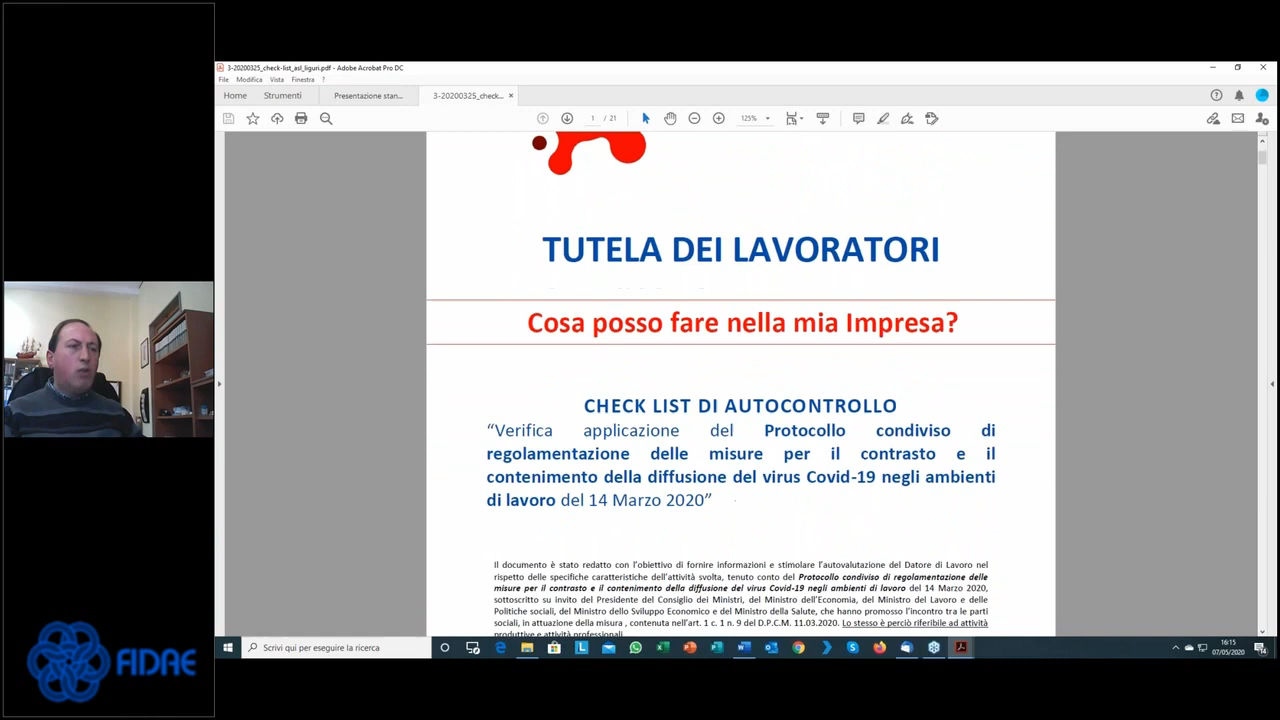 3-20200325_check-list_asl_liguri.pdf - Adobe Acrobat Pro DC
File Modifica Vista Finestra ?
Home Strumenti Presentazione stan... 3-20200325_check... ×
1 / 21 125%
TUTELA DEI LAVORATORI
Cosa posso fare nella mia Impresa?
CHECK LIST DI AUTOCONTROLLO
“Verifica applicazione del Protocollo condiviso di
regolamentazione delle misure per il contrasto e il
contenimento della diffusione del virus Covid-19 negli ambienti
di lavoro del 14 Marzo 2020”
Il documento è stato redatto con l’obiettivo di fornire informazioni e stimolare l’autovalutazione del Datore di Lavoro nel
rispetto delle specifiche caratteristiche dell’attività svolta, tenuto conto del Protocollo condiviso di regolamentazione delle
misure per il contrasto e il contenimento della diffusione del virus Covid-19 negli ambienti di lavoro del 14 Marzo 2020,
sottoscritto su invito del Presidente del Consiglio dei Ministri, del Ministro dell’Economia, del Ministro del Lavoro e delle
Politiche sociali, del Ministro dello Sviluppo Economico e del Ministro della Salute, che hanno promosso l’incontro tra le parti
sociali, in attuazione della misura , contenuta nell’art. 1 c. 1 n. 9 del D.P.C.M. 11.03.2020. Lo stesso è perciò riferibile ad attività
produttive e attività professionali
Scrivi qui per eseguire la ricerca
16:15
07/05/2020
FIDAE